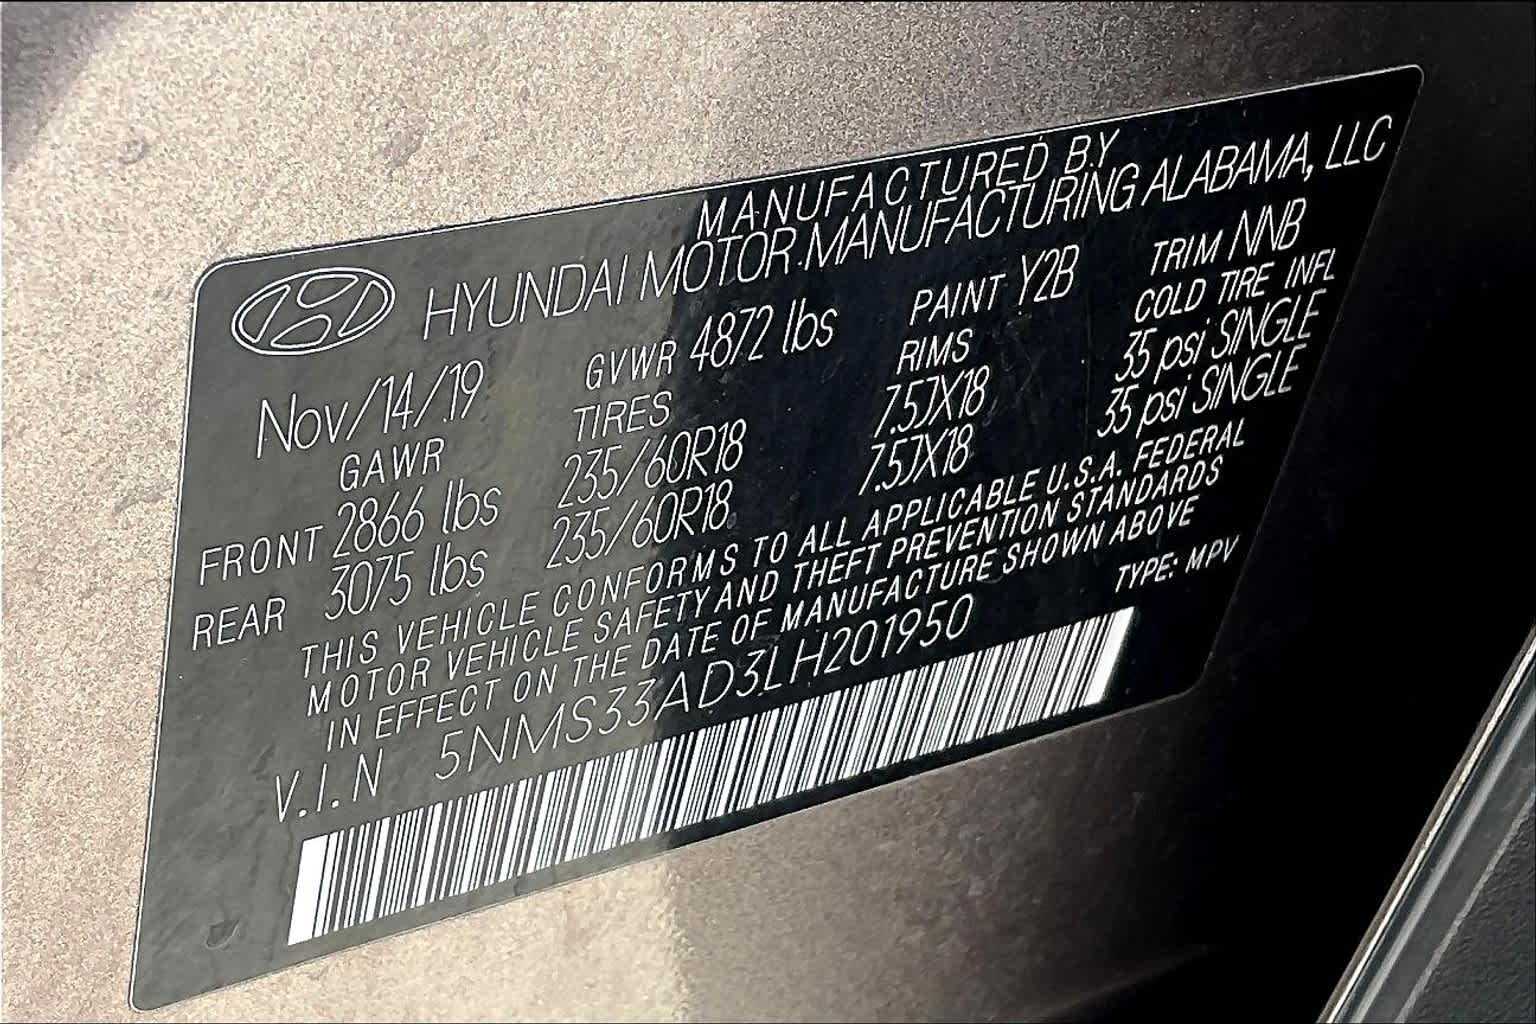 MANUFACTURED BY
HYUNDAI MOTOR MANUFACTURING ALABAMA, LLC
Nov/14/19 GVWR 4872 lbs PAINT Y2B TRIM NNB
GAWR TIRES RIMS COLD TIRE INFL
FRONT 2866 lbs 235/60R18 7.5JX18 35 psi SINGLE
REAR 3075 lbs 235/60R18 7.5JX18 35 psi SINGLE
THIS VEHICLE CONFORMS TO ALL APPLICABLE U.S.A. FEDERAL
MOTOR VEHICLE SAFETY AND THEFT PREVENTION STANDARDS
IN EFFECT ON THE DATE OF MANUFACTURE SHOWN ABOVE
V.I.N 5NMS33AD3LH201950 TYPE: MPV